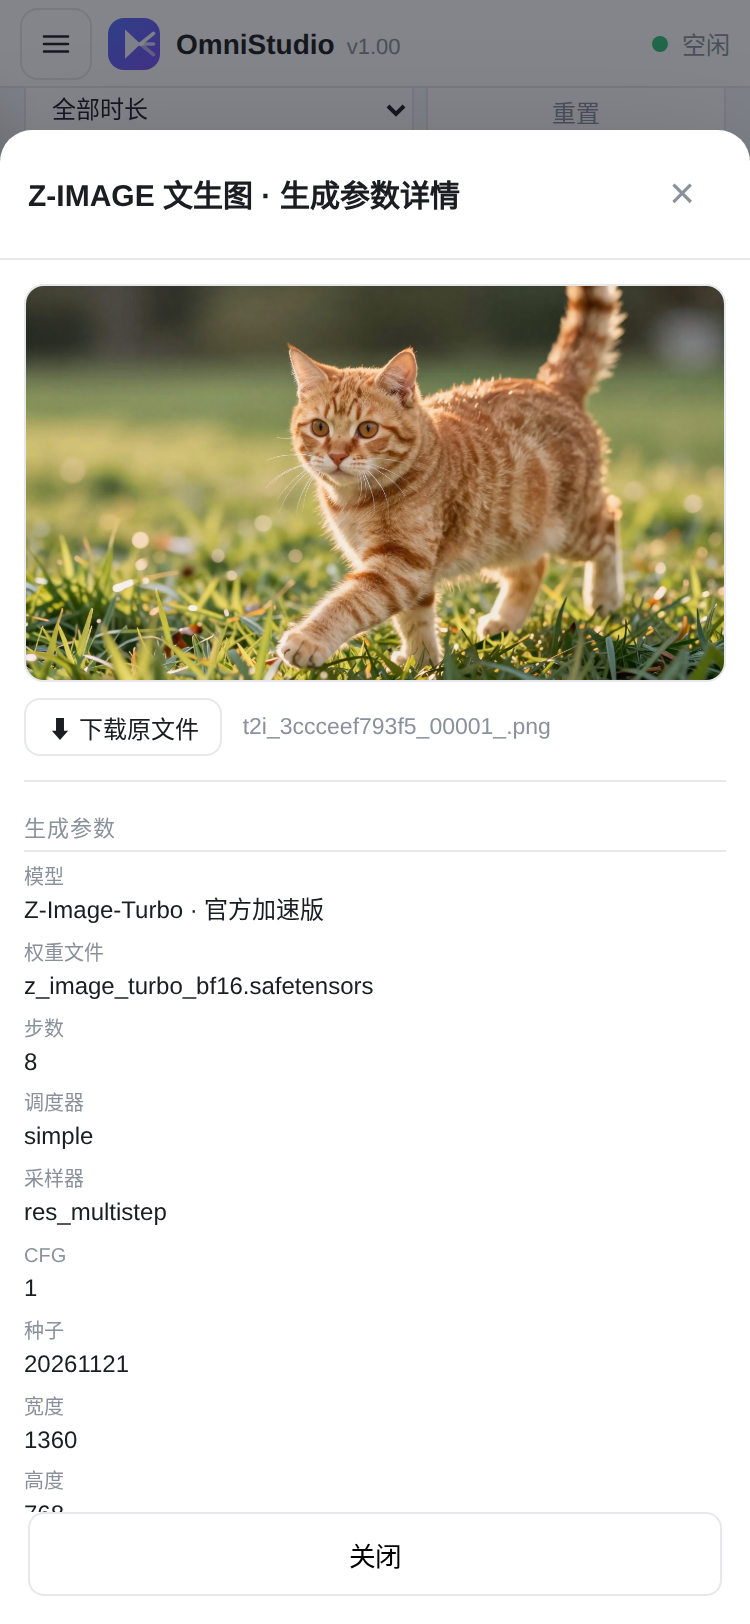 OmniStudio v1.00
空闲
全部时长
重置
Z-IMAGE 文生图 · 生成参数详情
下载原文件
t2i_3ccceef793f5_00001_.png
生成参数
模型
Z-Image-Turbo · 官方加速版
权重文件
z_image_turbo_bf16.safetensors
步数
8
调度器
simple
采样器
res_multistep
CFG
1
种子
20261121
宽度
1360
高度
768
关闭